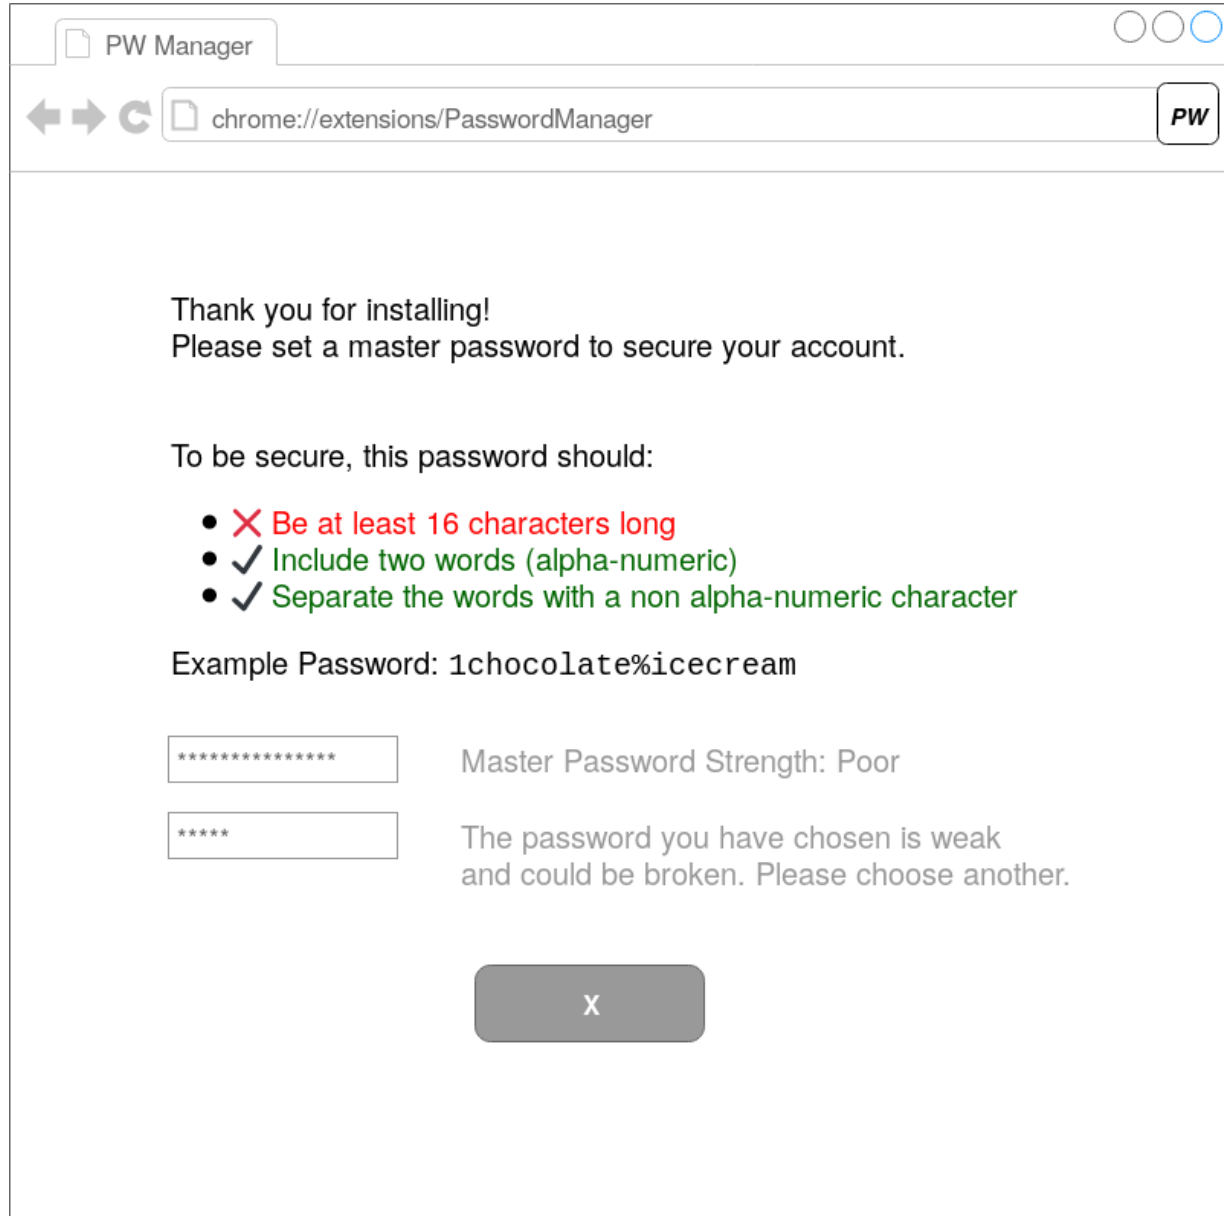 PW Manager
chrome://extensions/PasswordManager
PW
Thank you for installing!
Please set a master password to secure your account.
To be secure, this password should:
• ❌ Be at least 16 characters long
• ✓ Include two words (alpha-numeric)
• ✓ Separate the words with a non alpha-numeric character
Example Password: 1chocolate%icecream
*************** Master Password Strength: Poor
***** The password you have chosen is weak
and could be broken. Please choose another.
X